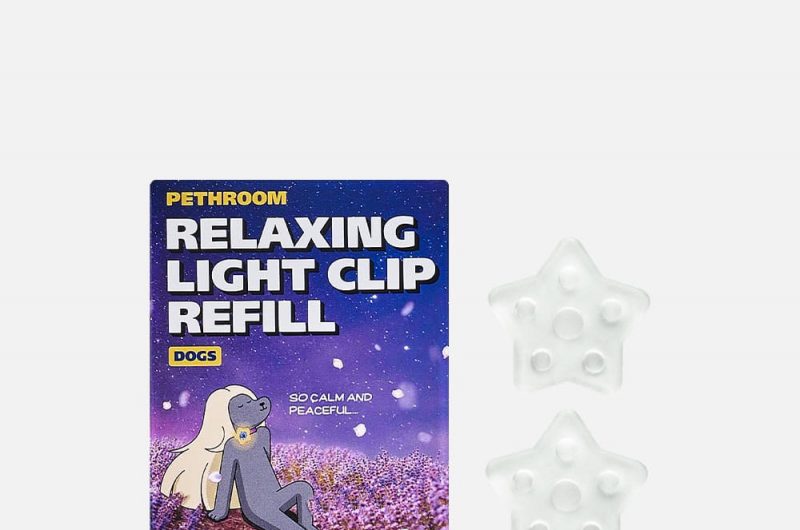 PETHROOM
RELAXING
LIGHT CLIP
REFILL
DOGS
SO CALM AND
PEACEFUL...